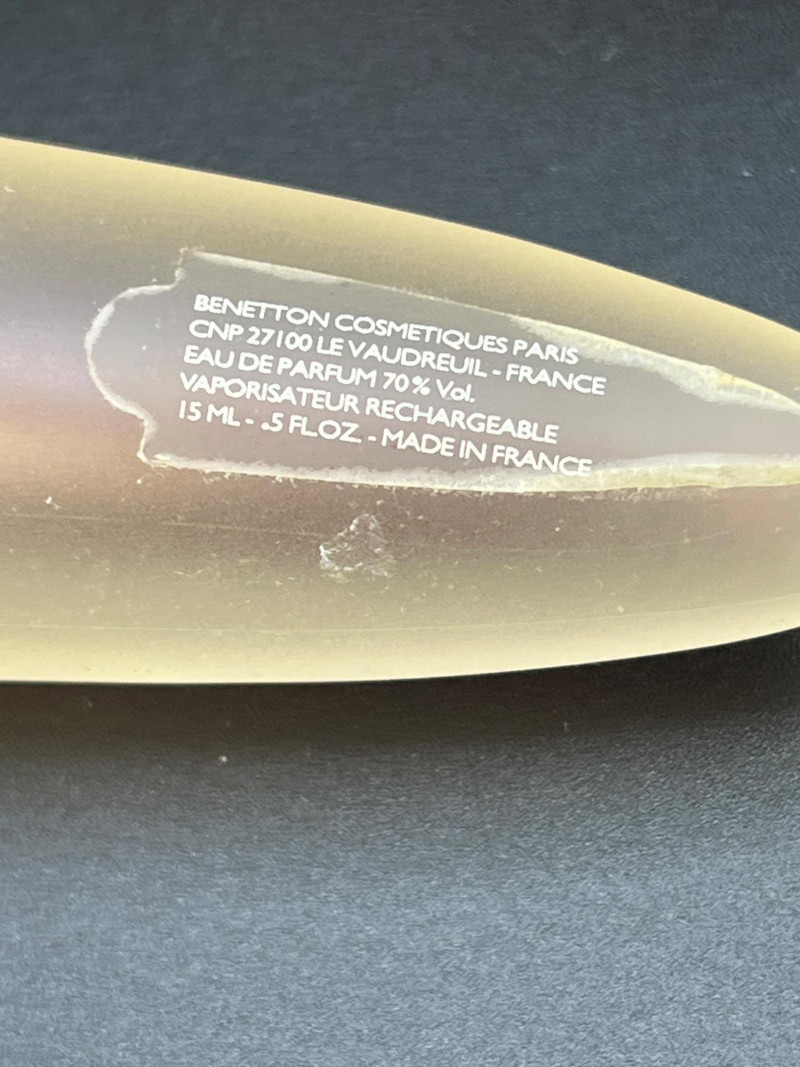 BENETTON COSMETIQUES PARIS
CNP 27100 LE VAUDREUIL - FRANCE
EAU DE PARFUM 70% Vol.
VAPORISATEUR RECHARGEABLE
15 ML - .5 FL.OZ. - MADE IN FRANCE